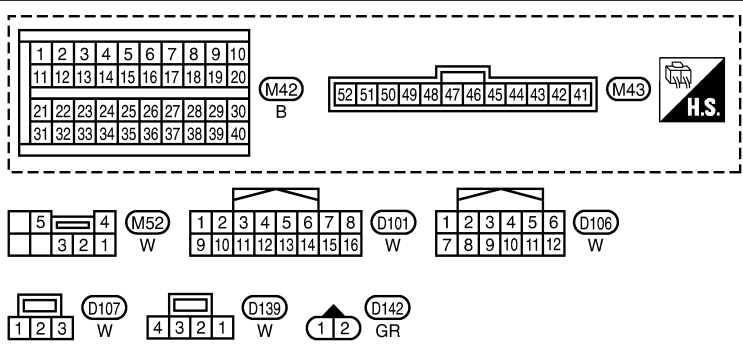 1 2 3 4 5 6 7 8 9 10
11 12 13 14 15 16 17 18 19 20
21 22 23 24 25 26 27 28 29 30
31 32 33 34 35 36 37 38 39 40
M42
B
52 51 50 49 48 47 46 45 44 43 42 41
M43
H.S.
5 4
3 2 1
M52
W
1 2 3 4 5 6 7 8
9 10 11 12 13 14 15 16
D101
W
1 2 3 4 5 6
7 8 9 10 11 12
D106
W
1 2 3
D107
W
4 3 2 1
D139
W
1 2
D142
GR